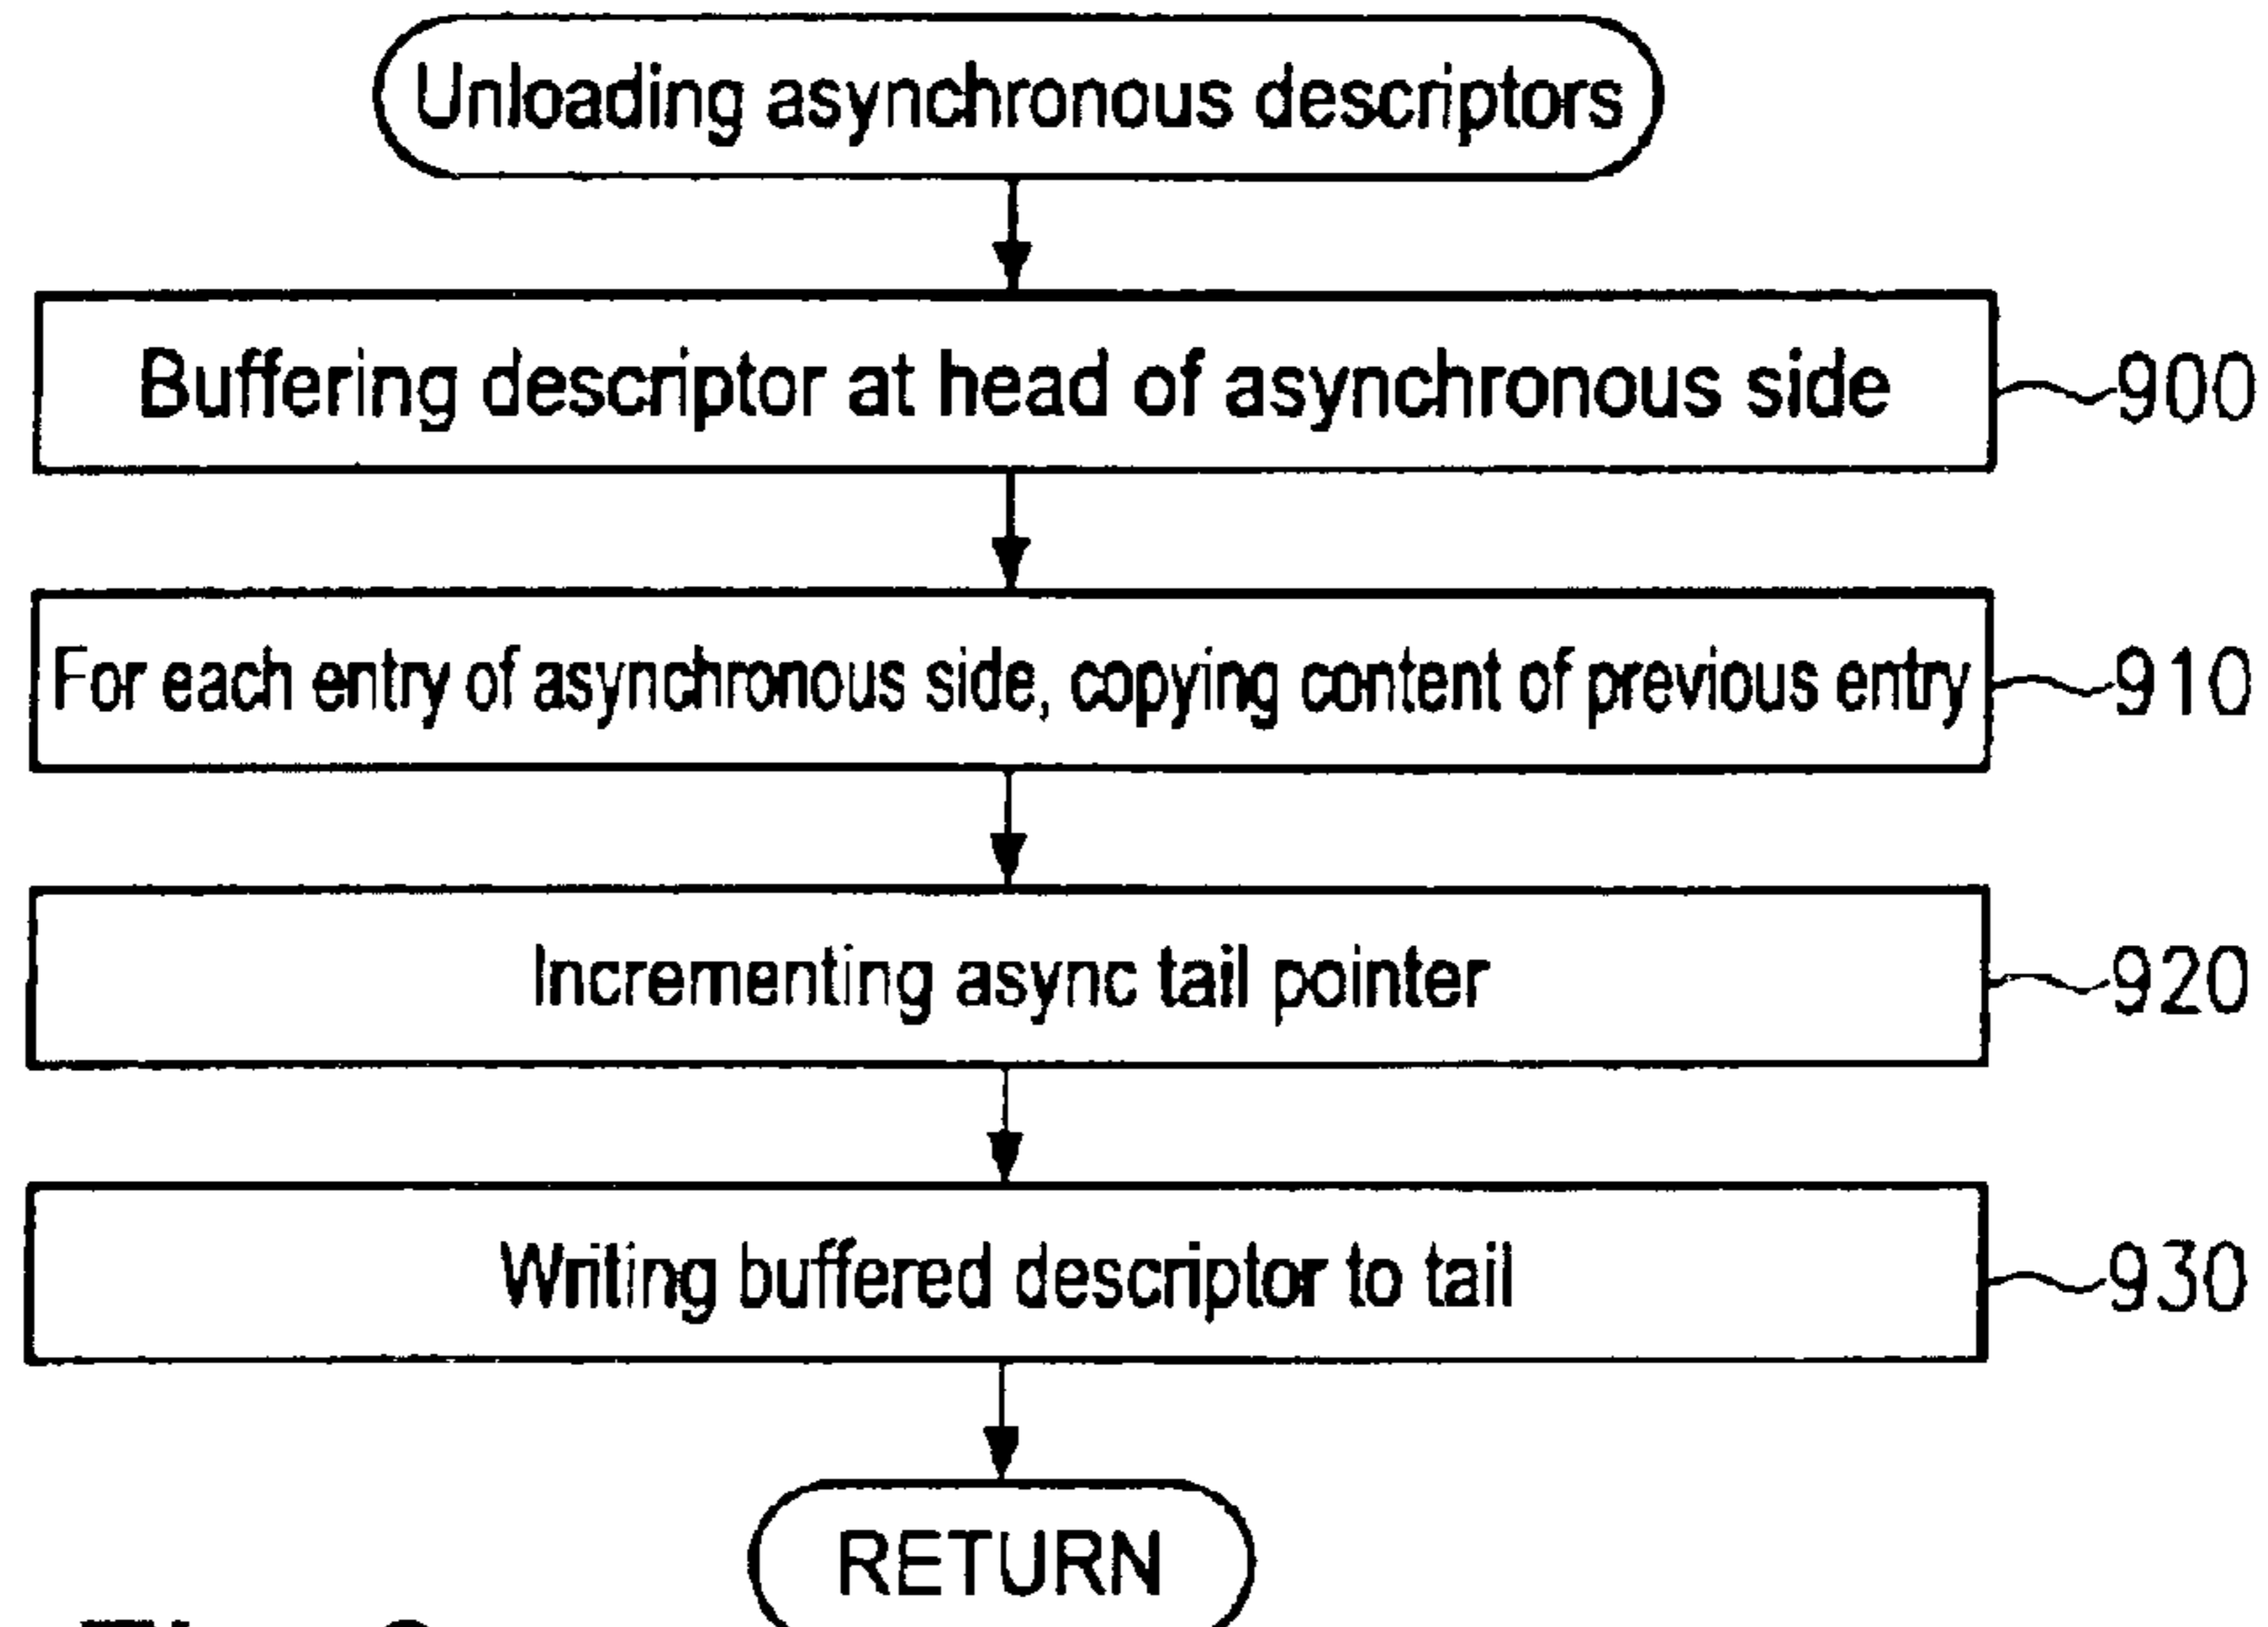 Unloading asynchronous descriptors
Buffering descriptor at head of asynchronous side
900
For each entry of asynchronous side, copying content of previous entry
910
Incrementing async tail pointer
920
Writing buffered descriptor to tail
930
RETURN